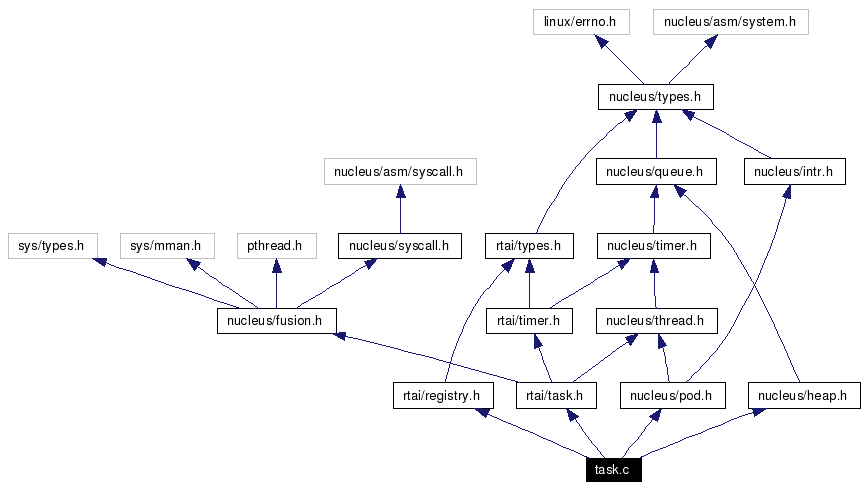 linux/errno.h
nucleus/asm/system.h
nucleus/types.h
nucleus/asm/syscall.h
nucleus/queue.h
nucleus/intr.h
sys/types.h
sys/mman.h
pthread.h
nucleus/syscall.h
rtai/types.h
nucleus/timer.h
nucleus/fusion.h
rtai/timer.h
nucleus/thread.h
rtai/registry.h
rtai/task.h
nucleus/pod.h
nucleus/heap.h
task.c